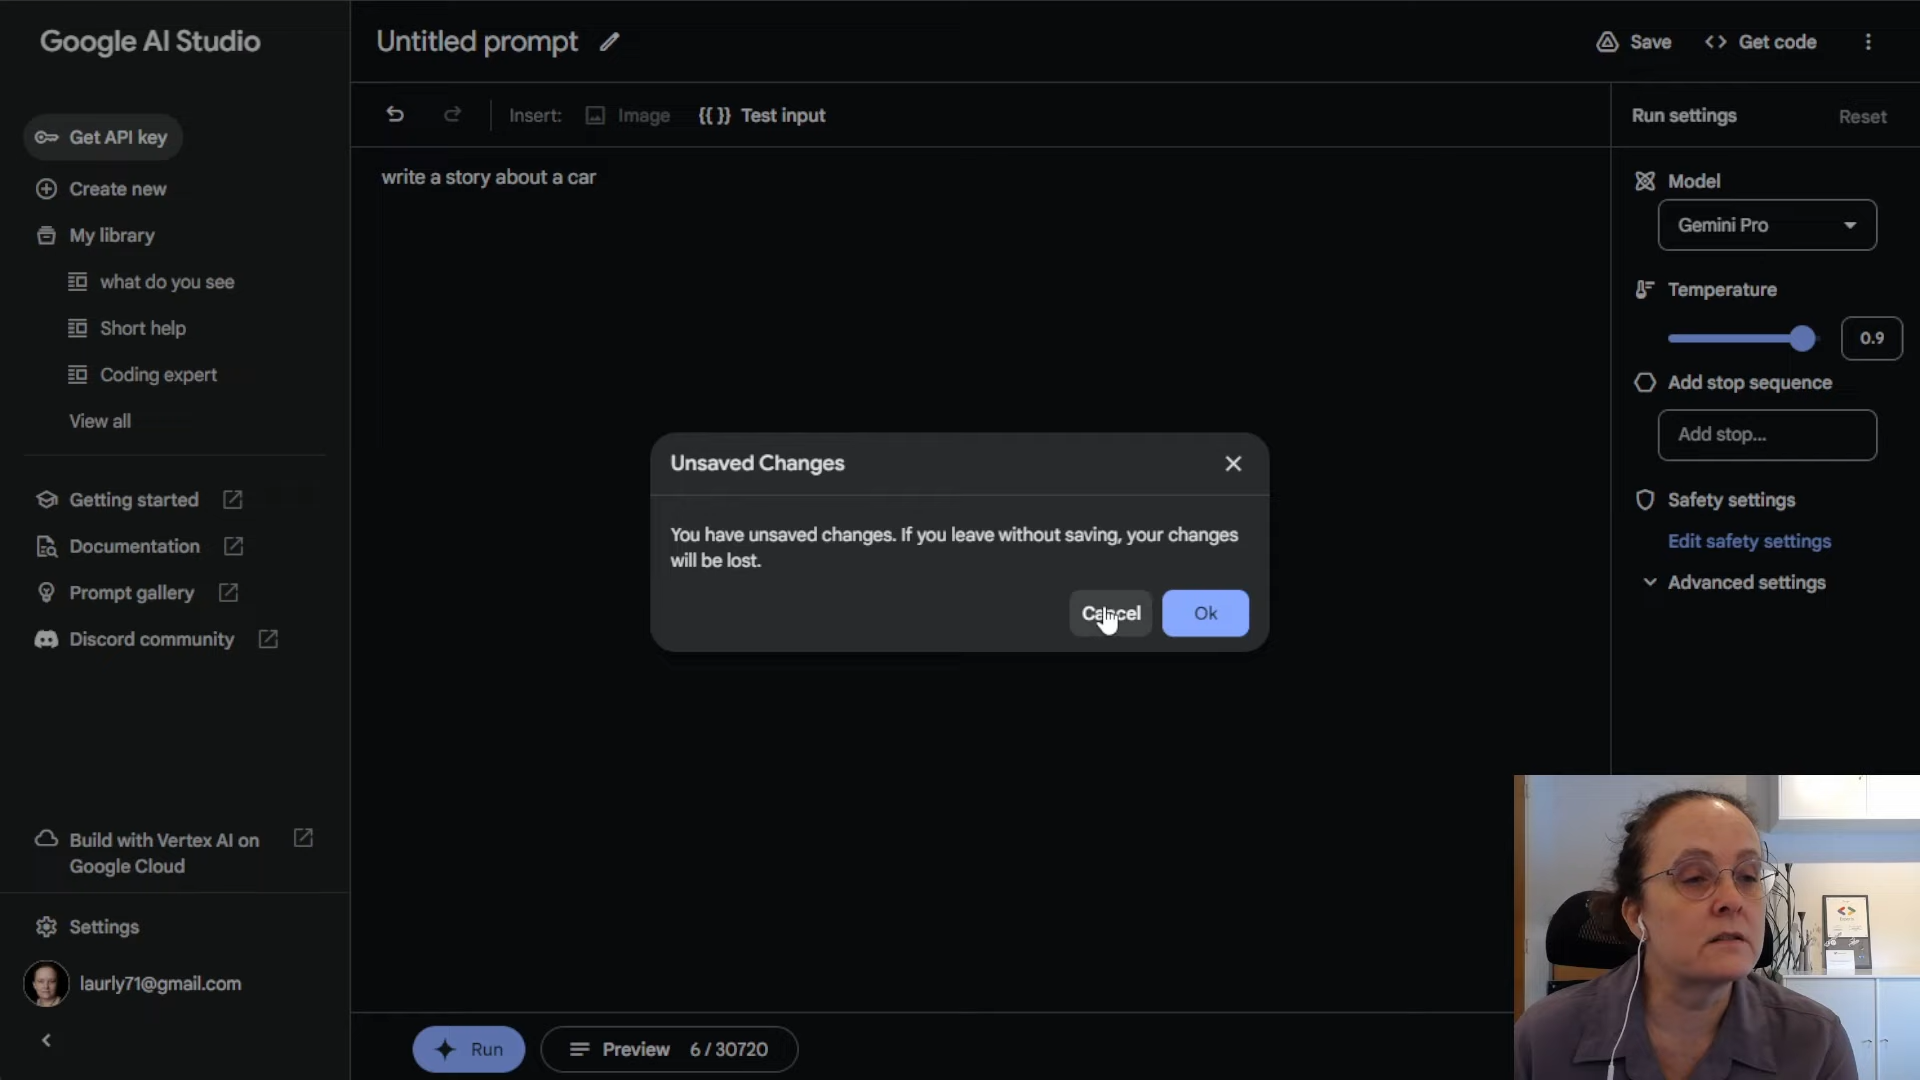 Google AI Studio
Untitled prompt
Save
Get code
Get API key
Insert:
Image
{{ }} Test input
Run settings
Reset
write a story about a car
Create new
My library
what do you see
Short help
Coding expert
View all
Model
Gemini Pro
Temperature
0.9
Add stop sequence
Add stop...
Safety settings
Edit safety settings
Advanced settings
Unsaved Changes
You have unsaved changes. If you leave without saving, your changes
will be lost.
Cancel
Ok
Getting started
Documentation
Prompt gallery
Discord community
Build with Vertex AI on
Google Cloud
Settings
laurly71@gmail.com
Run
Preview 6 / 30720